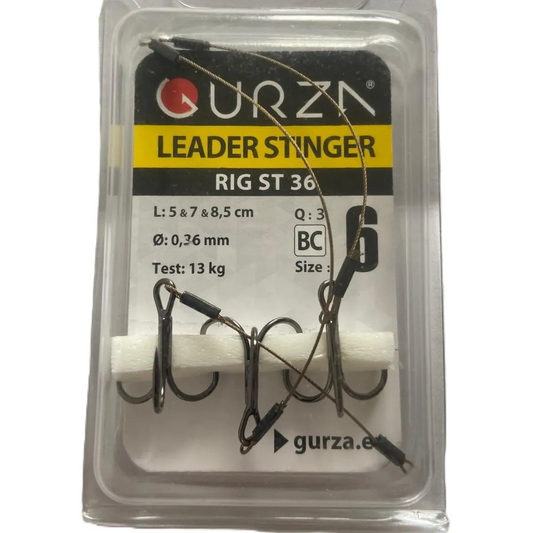 GURZA®
LEADER STINGER
RIG ST 36
L: 5 & 7 & 8,5 cm
Q: 3
Ø: 0,36 mm
BC
6
Test: 13 kg
Size :
gurza.e